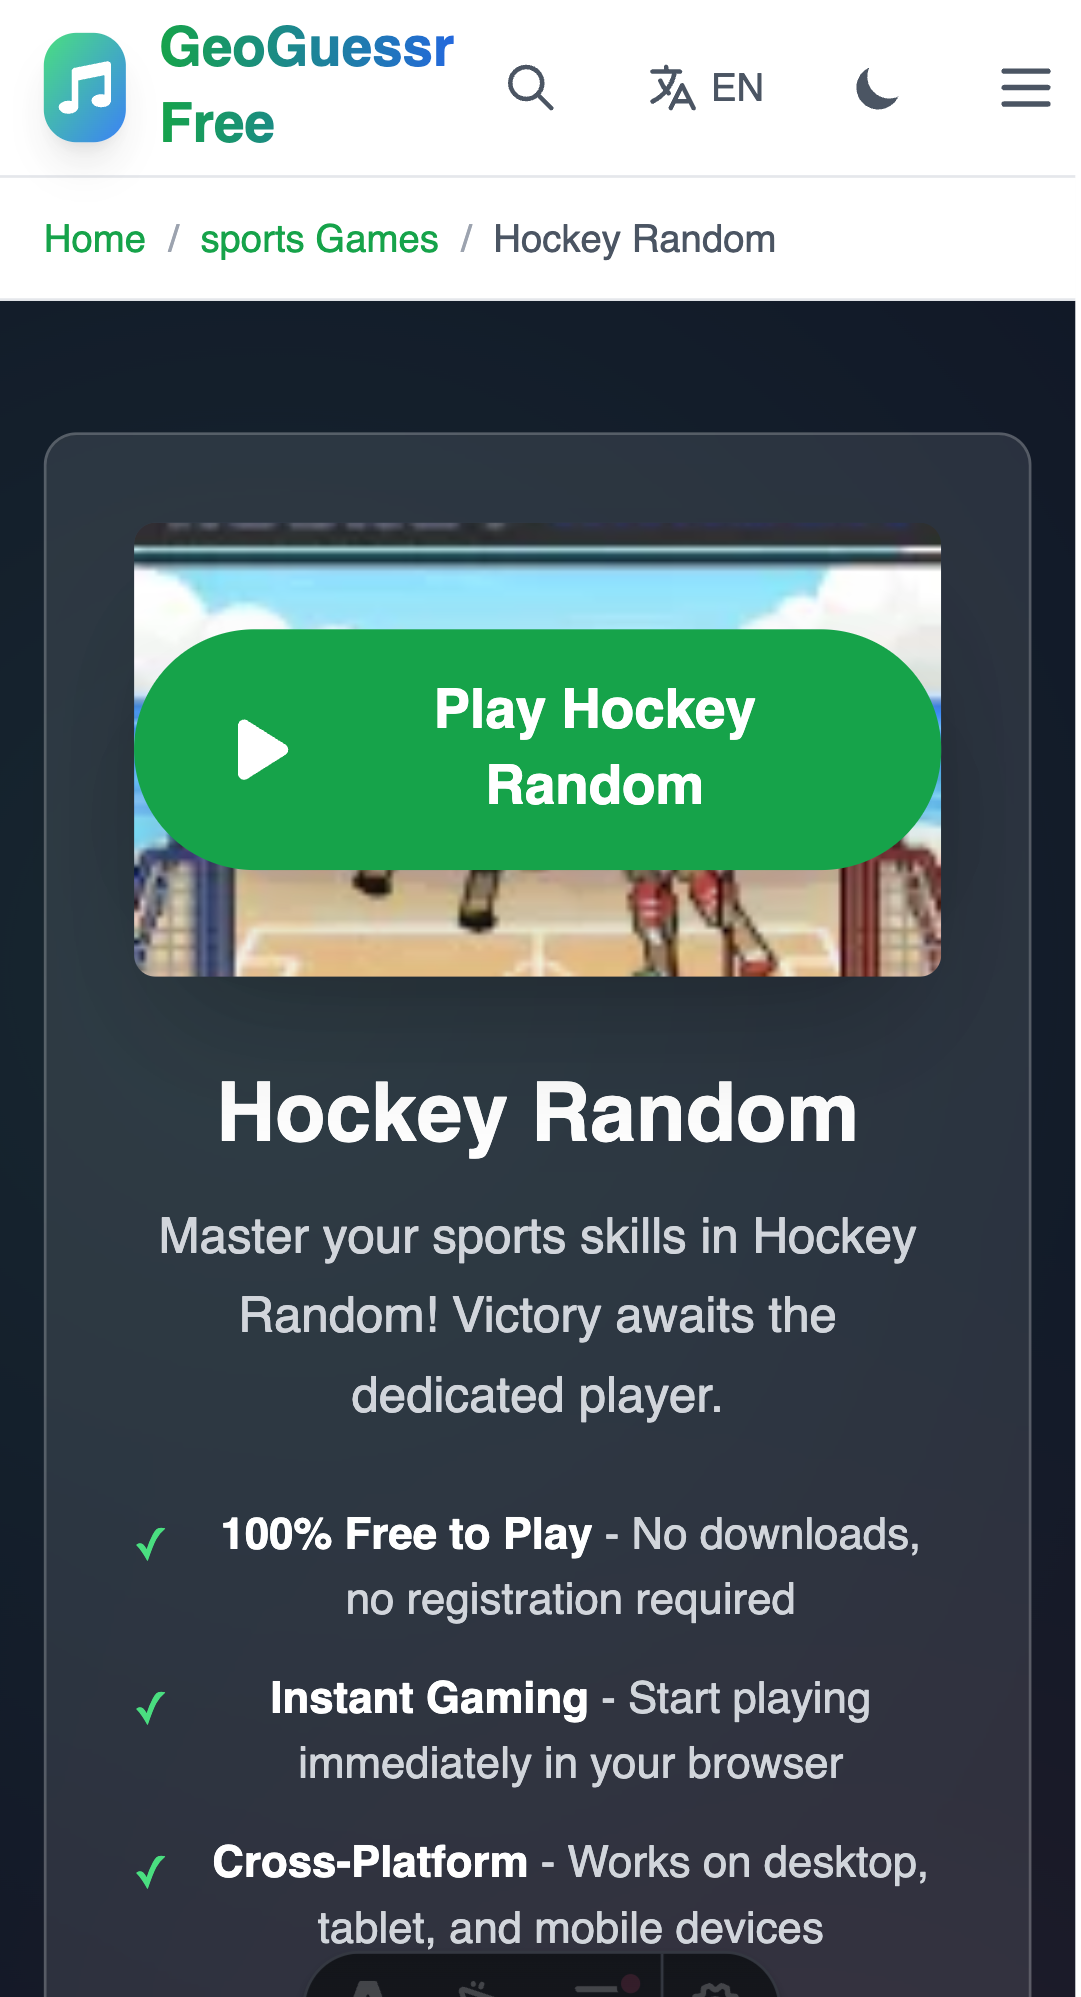 GeoGuessr
Free
EN
Home / sports Games / Hockey Random
Play Hockey
Random
Hockey Random
Master your sports skills in Hockey
Random! Victory awaits the
dedicated player.
✓ 100% Free to Play - No downloads,
no registration required
✓ Instant Gaming - Start playing
immediately in your browser
✓ Cross-Platform - Works on desktop,
tablet, and mobile devices